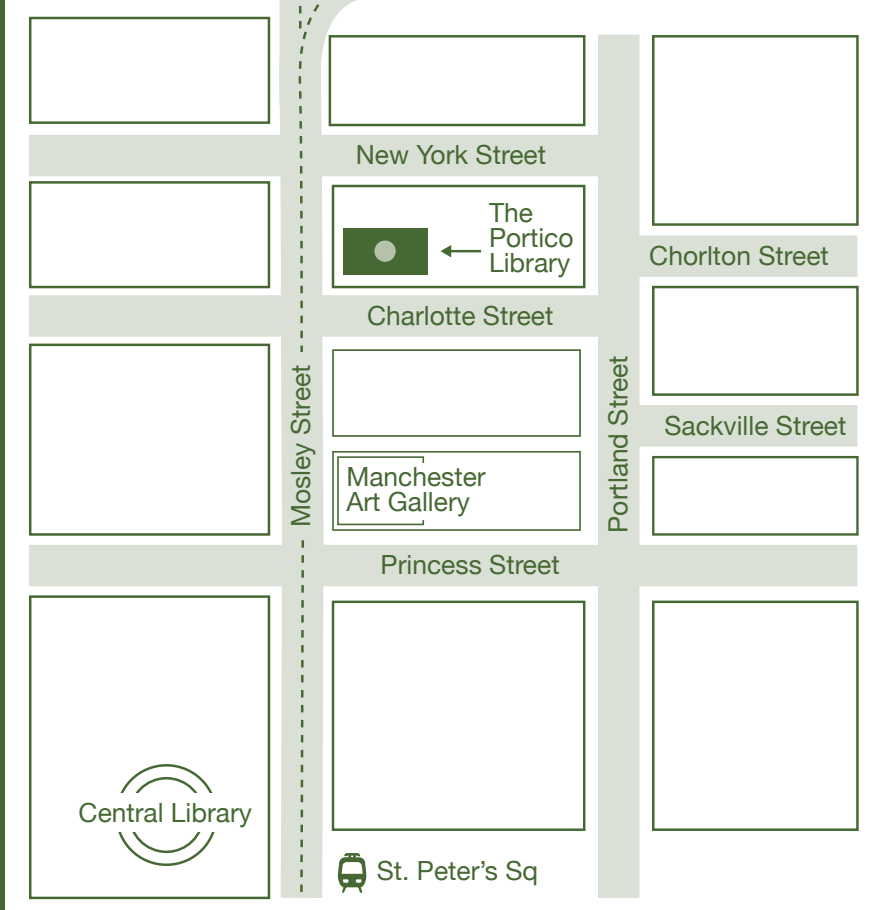 New York Street
The
Portico
Library
Chorlton Street
Charlotte Street
Mosley Street
Portland Street
Sackville Street
Manchester
Art Gallery
Princess Street
Central Library
St. Peter’s Sq